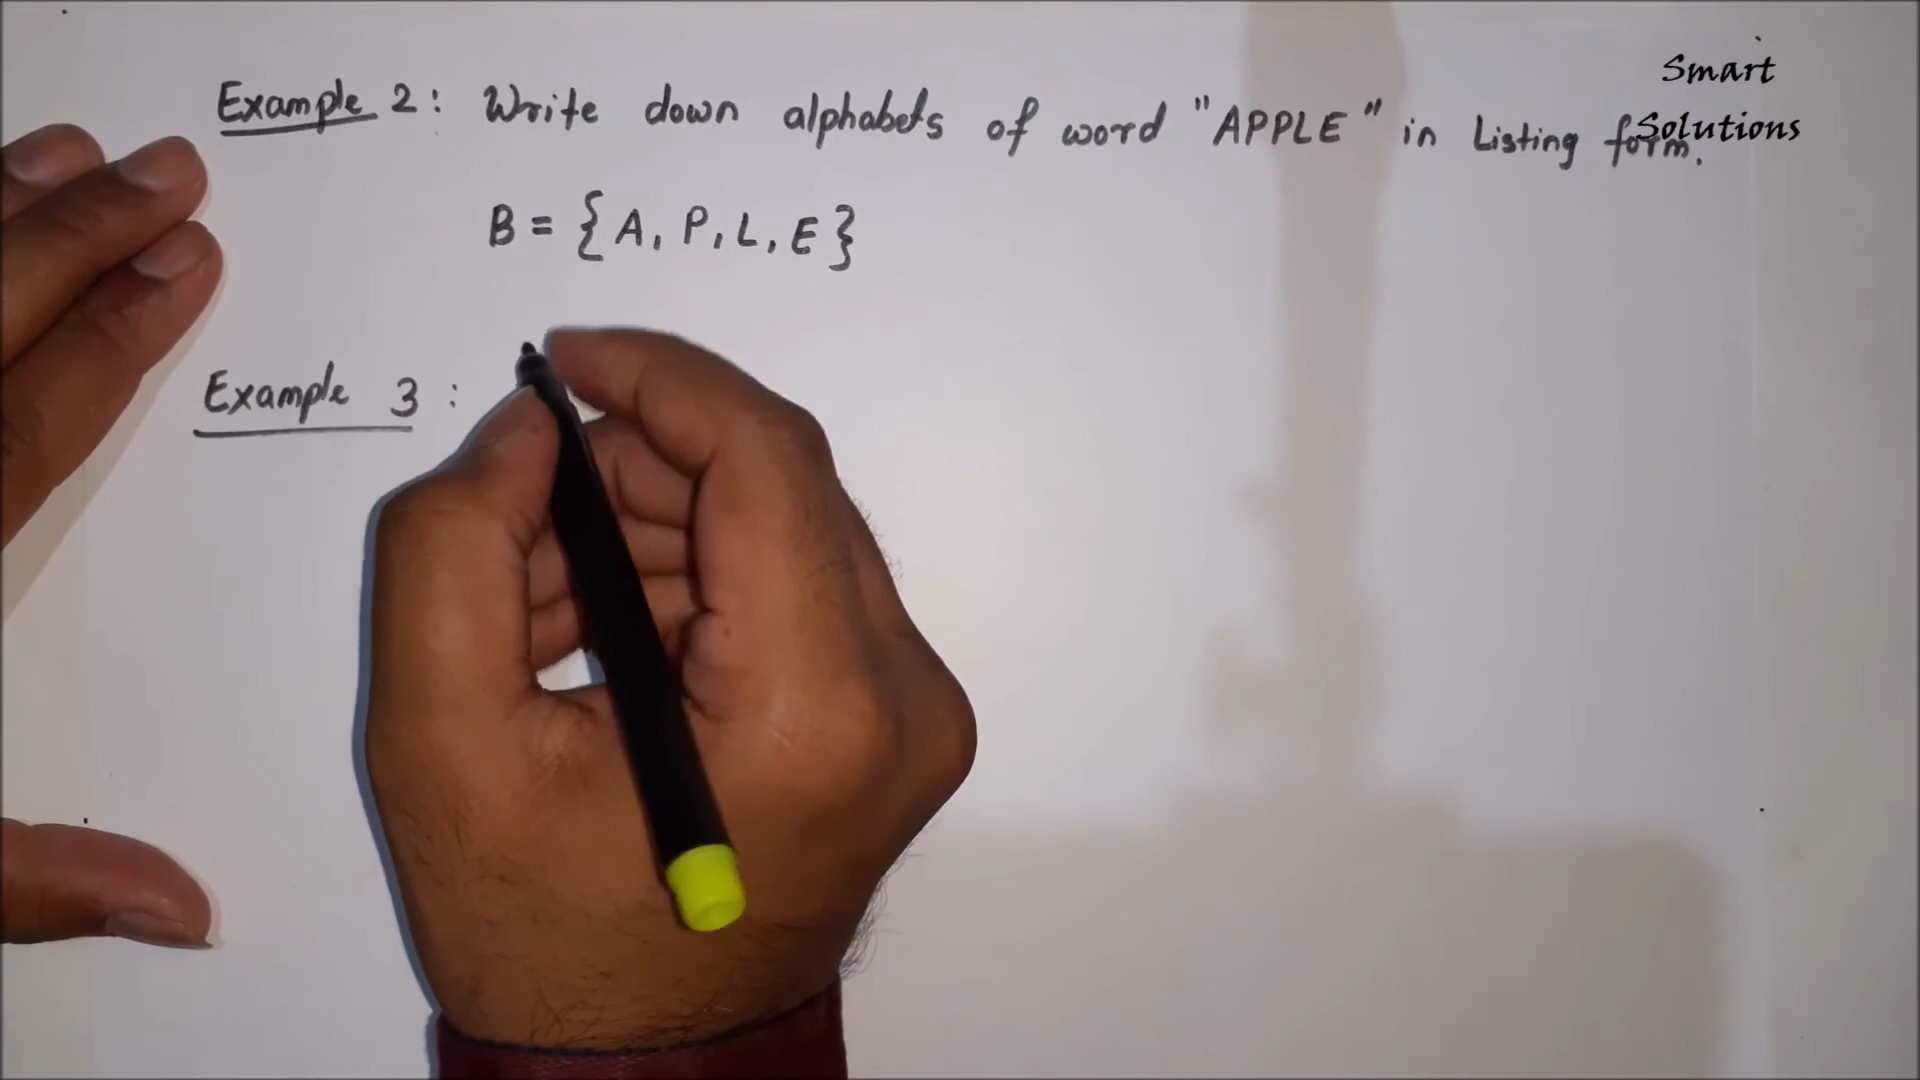 Smart
Solutions
Example 2: Write down alphabets of word "APPLE" in Listing form.
B = { A, P, L, E }
Example 3 :